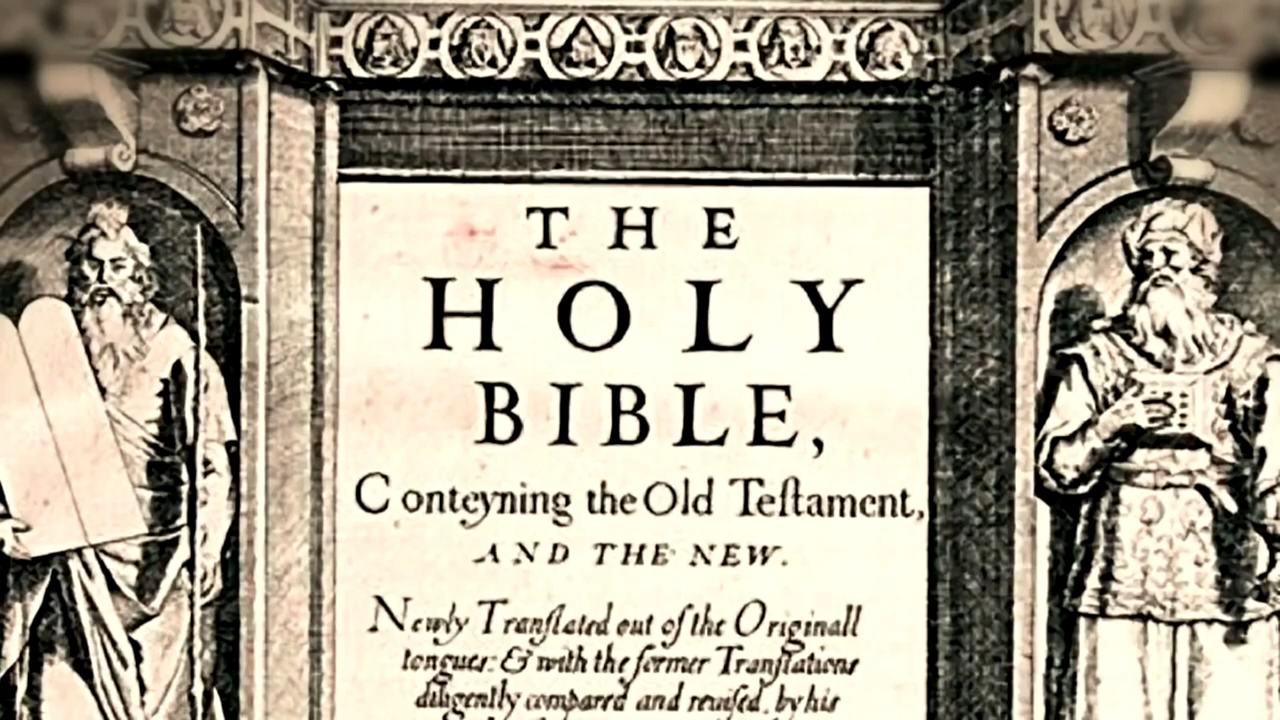 THE
HOLY
BIBLE,
Conteyning the Old Teſtament,
AND THE NEW.
Newly Tranſlated out of the Originall
tongues: & with the former Tranſlations
diligently compared and reuiſed, by his